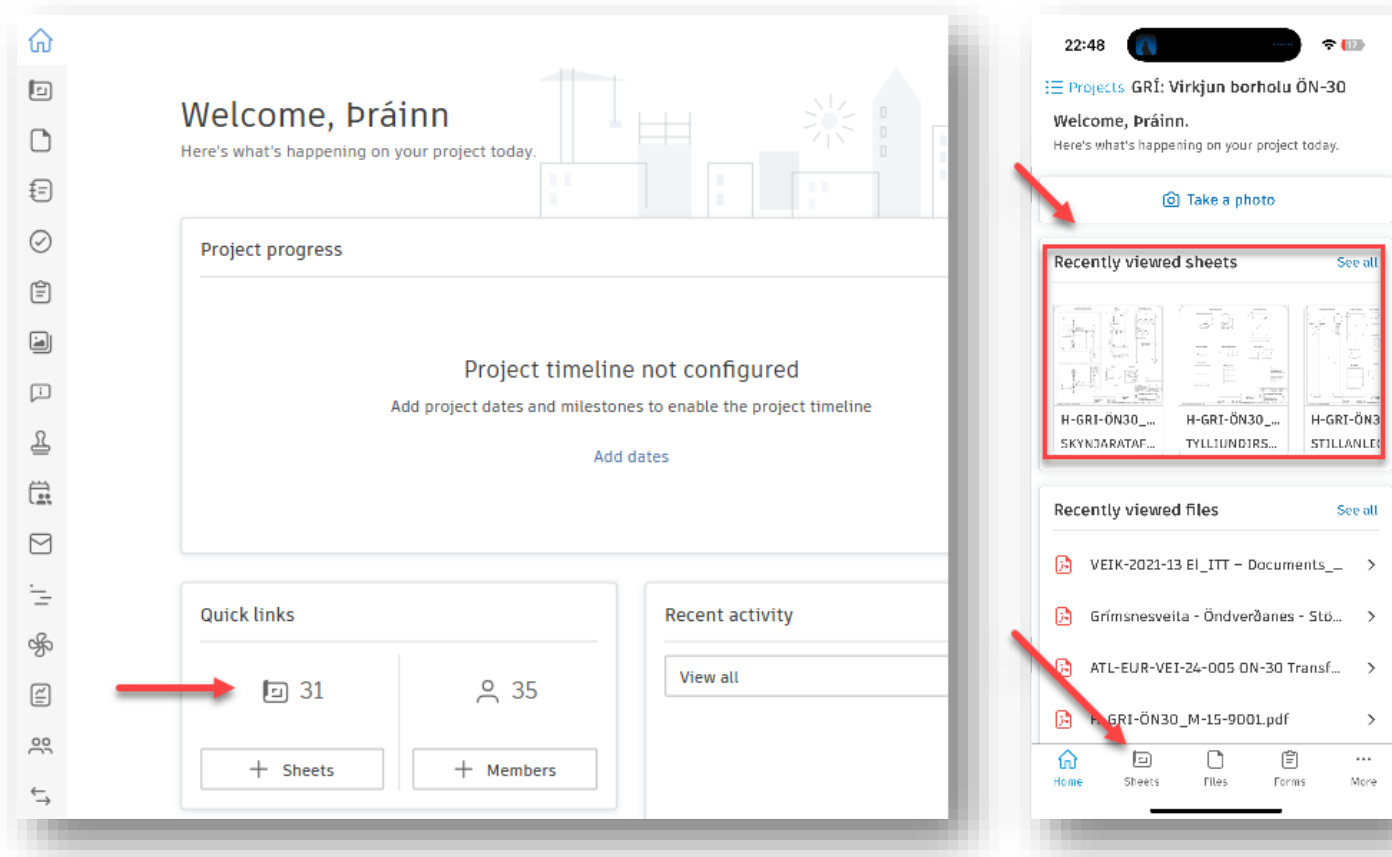 Welcome, Þráinn
Here's what's happening on your project today.
Project progress
Project timeline not configured
Add project dates and milestones to enable the project timeline
Add dates
Quick links
31
35
+ Sheets
+ Members
Recent activity
View all
22:48
12
Projects GRÍ: Virkjun borholu ÖN-30
Welcome, Þráinn.
Here's what's happening on your project today.
Take a photo
Recently viewed sheets See all
H-GRI-ÖN30_... H-GRI-ÖN30_... H-GRI-ÖN3
SKYNJARATAF... TYLLIUNDIRS... STILLANLE
Recently viewed files See all
VEIK-2021-13 El_ITT – Documents_...
Grímsnesveita - Öndverðanes - Stö...
ATL-EUR-VEI-24-005 ON-30 Transf...
H-GRI-ÖN30_M-15-9001.pdf
Home Sheets Files Forms More